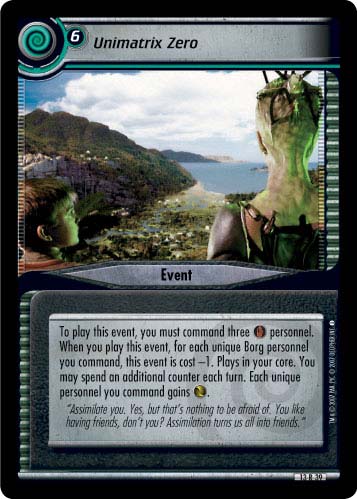 6
Unimatrix Zero
Event
To play this event, you must command three personnel.
When you play this event, for each unique Borg personnel
you command, this event is cost -1. Plays in your core. You
may spend an additional counter each turn. Each unique
personnel you command gains .
"Assimilate you. Yes, but that's nothing to be afraid of. You like
having friends, don't you? Assimilation turns us all into friends."
13 R 39